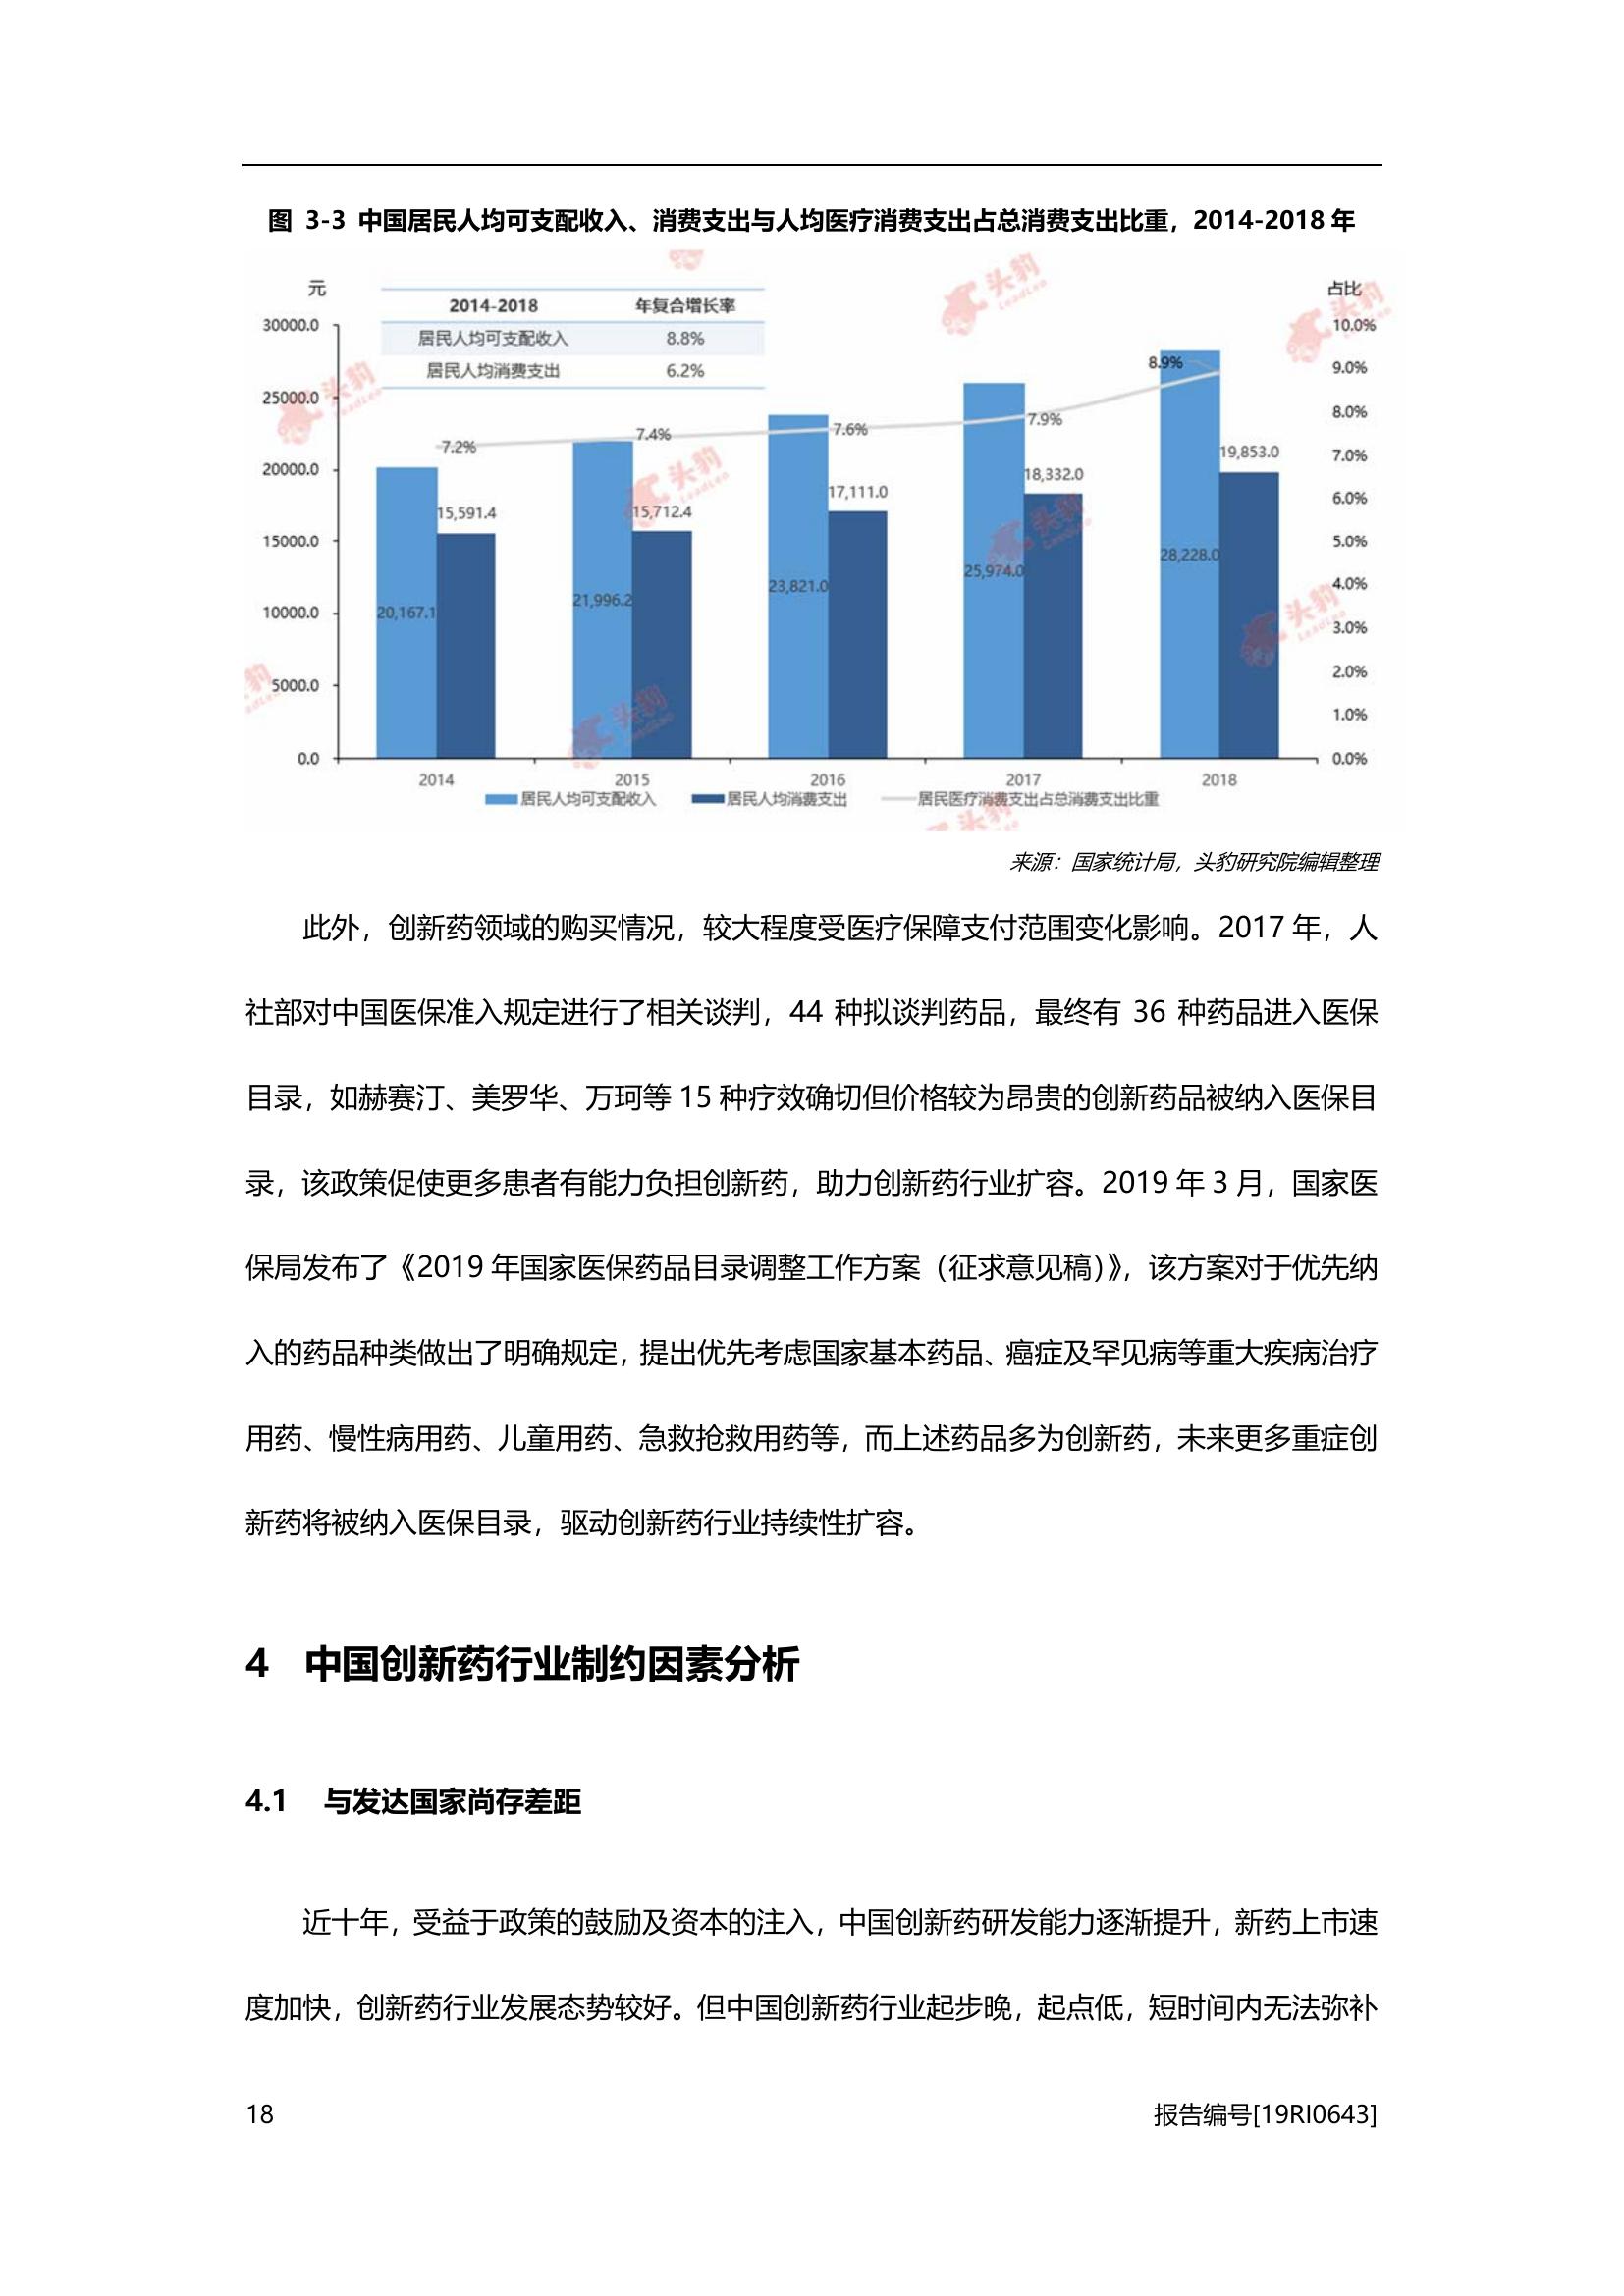 图 3-3 中国居民人均可支配收入、消费支出与人均医疗消费支出占总消费支出比重，2014-2018 年
元
占比
2014-2018 年复合增长率
居民人均可支配收入 8.8%
居民人均消费支出 6.2%
30000.0
25000.0
20000.0
15000.0
10000.0
5000.0
0.0
10.0%
9.0%
8.0%
7.0%
6.0%
5.0%
4.0%
3.0%
2.0%
1.0%
0.0%
7.2%
7.4%
7.6%
7.9%
8.9%
15,591.4
15,712.4
17,111.0
18,332.0
19,853.0
20,167.1
21,996.2
23,821.0
25,974.0
28,228.0
2014 2015 2016 2017 2018
居民人均可支配收入 居民人均消费支出 居民医疗消费支出占总消费支出比重
头豹
LeadLeo
来源：国家统计局，头豹研究院编辑整理
此外，创新药领域的购买情况，较大程度受医疗保障支付范围变化影响。2017 年，人
社部对中国医保准入规定进行了相关谈判，44 种拟谈判药品，最终有 36 种药品进入医保
目录，如赫赛汀、美罗华、万珂等 15 种疗效确切但价格较为昂贵的创新药品被纳入医保目
录，该政策促使更多患者有能力负担创新药，助力创新药行业扩容。2019 年 3 月，国家医
保局发布了《2019 年国家医保药品目录调整工作方案（征求意见稿）》，该方案对于优先纳
入的药品种类做出了明确规定，提出优先考虑国家基本药品、癌症及罕见病等重大疾病治疗
用药、慢性病用药、儿童用药、急救抢救用药等，而上述药品多为创新药，未来更多重症创
新药将被纳入医保目录，驱动创新药行业持续性扩容。
4 中国创新药行业制约因素分析
4.1 与发达国家尚存差距
近十年，受益于政策的鼓励及资本的注入，中国创新药研发能力逐渐提升，新药上市速
度加快，创新药行业发展态势较好。但中国创新药行业起步晚，起点低，短时间内无法弥补
18
报告编号[19RI0643]